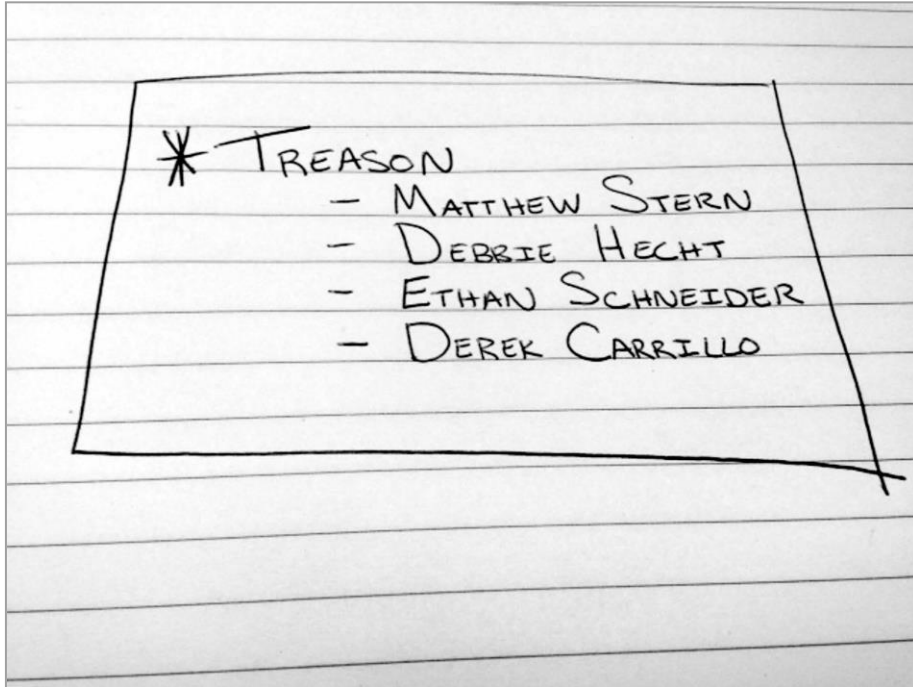 * Treason
- Matthew Stern
- Debbie Hecht
- Ethan Schneider
- Derek Carrillo